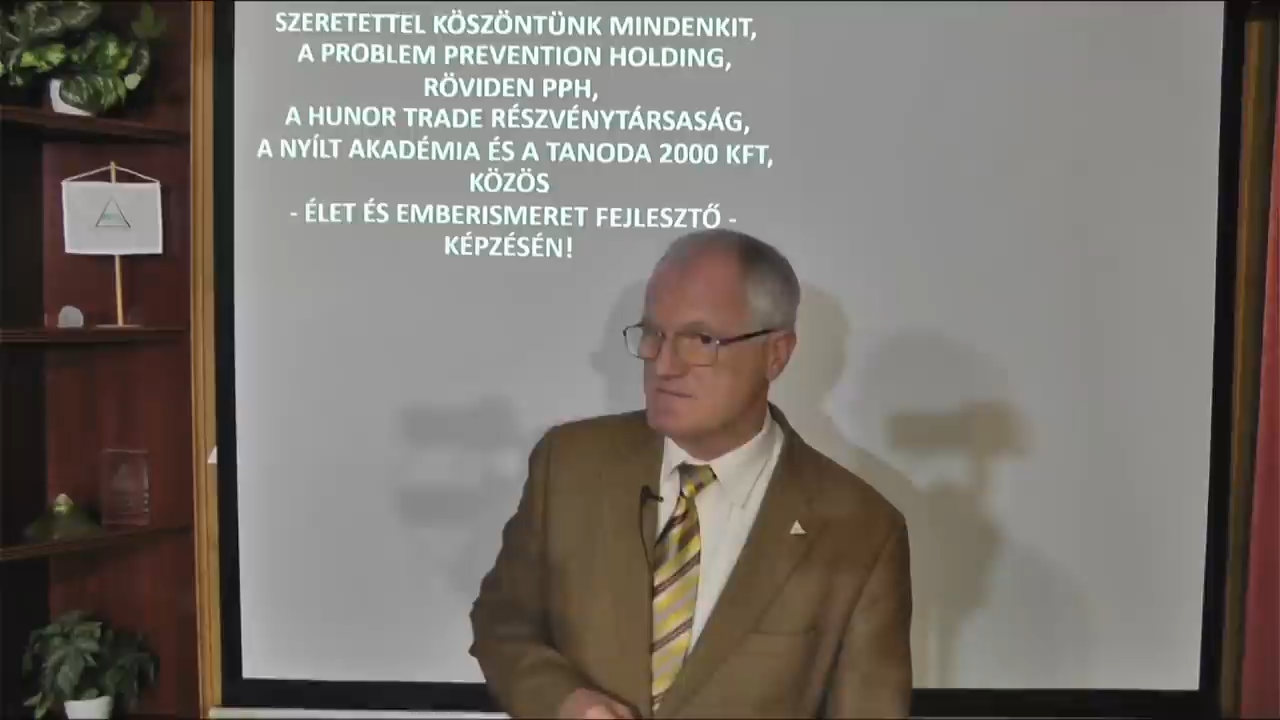 SZERETETTEL KÖSZÖNTÜNK MINDENKIT,
A PROBLEM PREVENTION HOLDING,
RÖVIDEN PPH,
A HUNOR TRADE RÉSZVÉNYTÁRSASÁG,
A NYÍLT AKADÉMIA ÉS A TANODA 2000 KFT,
KÖZÖS
- ÉLET ÉS EMBERISMERET FEJLESZTŐ -
KÉPZÉSÉN!